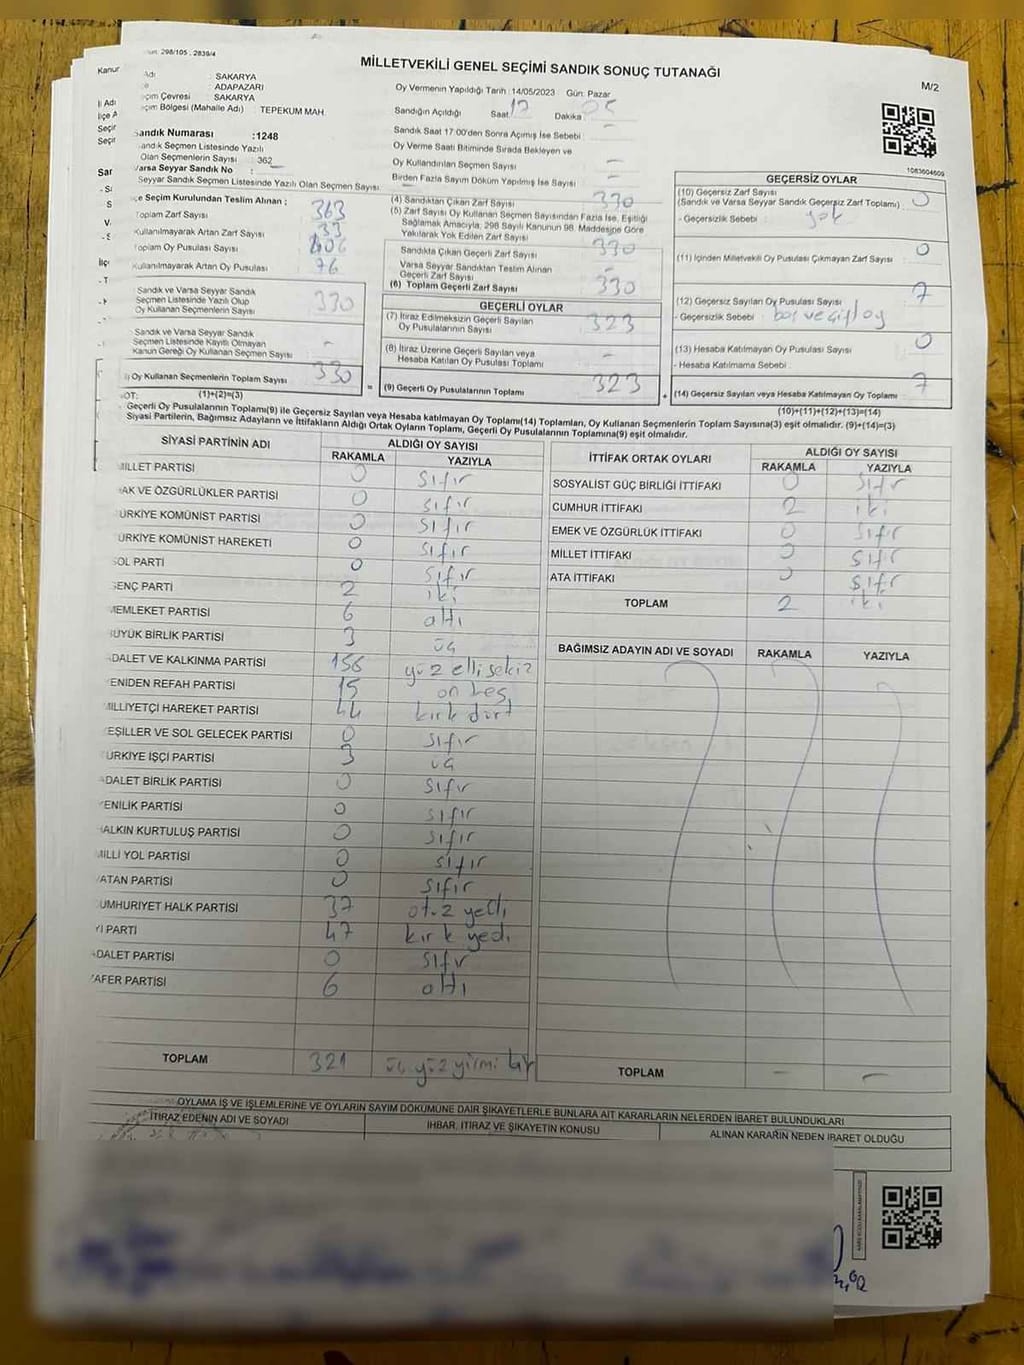 298/105 . 2839/4
MİLLETVEKİLİ GENEL SEÇİMİ SANDIK SONUÇ TUTANAĞI
M/2
Kanur
Adı : SAKARYA
: ADAPAZARI
Seçim Çevresi : SAKARYA
Seçim Bölgesi (Mahalle Adı) : TEPEKUM MAH.
Sandık Numarası :1248
Sandık Seçmen Listesinde Yazılı
Olan Seçmenlerin Sayısı : 362
Varsa Seyyar Sandık No :
Seyyar Sandık Seçmen Listesinde Yazılı Olan Seçmen Sayısı:
Oy Vermenin Yapıldığı Tarih : 14/05/2023 Gün: Pazar
Sandığın Açıldığı Saat 17 Dakika 05
Sandık Saat 17:00'den Sonra Açımış İse Sebebi : -
Oy Verme Saati Bitiminde Sırada Bekleyen ve
Oy Kullandırılan Seçmen Sayısı : -
Birden Fazla Sayım Döküm Yapılmış İse Sayısı : -
1083604609
İlçe Seçim Kurulundan Teslim Alınan ;
Toplam Zarf Sayısı : 363
Kullanılmayarak Artan Zarf Sayısı : 33
Toplam Oy Pusulası Sayısı : 406
Kullanılmayarak Artan Oy Pusulası : 76
Sandık ve Varsa Seyyar Sandık
Seçmen Listesinde Yazılı Olup
Oy Kullanan Seçmenlerin Sayısı 330
Sandık ve Varsa Seyyar Sandık
Seçmen Listesinde Kayıtlı Olmayan
Kanun Gereği Oy Kullanan Seçmen Sayısı -
Oy Kullanan Seçmenlerin Toplam Sayısı 330
(1)+(2)=(3)
(4) Sandıktan Çıkan Zarf Sayısı : 330
(5) Zarf Sayısı Oy Kullanan Seçmen Sayısından Fazla İse, Eşitliği
Sağlamak Amacıyla; 298 Sayılı Kanunun 98. Maddesine Göre
Yakılarak Yok Edilen Zarf Sayısı : -
Sandıkta Çıkan Geçerli Zarf Sayısı : 330
Varsa Seyyar Sandıktan Teslim Alınan
Geçerli Zarf Sayısı : -
(6) Toplam Geçerli Zarf Sayısı : 330
GEÇERLİ OYLAR
(7) İtiraz Edilmeksizin Geçerli Sayılan
Oy Pusulalarının Sayısı 323
(8) İtiraz Üzerine Geçerli Sayılan veya
Hesaba Katılan Oy Pusulası Toplamı -
= (9) Geçerli Oy Pusulalarının Toplamı 323
GEÇERSİZ OYLAR
(10) Geçersiz Zarf Sayısı
(Sandık ve Varsa Seyyar Sandık Geçersiz Zarf Toplamı) : 0
- Geçersizlik Sebebi : yok
(11) İçinden Milletvekili Oy Pusulası Çıkmayan Zarf Sayısı : 0
(12) Geçersiz Sayılan Oy Pusulası Sayısı : 7
- Geçersizlik Sebebi : boş ve çift oy
(13) Hesaba Katılmayan Oy Pusulası Sayısı : 0
- Hesaba Katılmama Sebebi :
+ (14) Geçersiz Sayılan veya Hesaba Katılmayan Oy Toplamı 7
(10)+(11)+(12)+(13)=(14)
NOT:
Geçerli Oy Pusulalarının Toplamı(9) ile Geçersiz Sayılan veya Hesaba katılmayan Oy Toplamı(14) Toplamları, Oy Kullanan Seçmenlerin Toplam Sayısına(3) eşit olmalıdır. (9)+(14)=(3)
Siyasi Partilerin, Bağımsız Adayların ve İttifakların Aldığı Ortak Oyların Toplamı, Geçerli Oy Pusulalarının Toplamına(9) eşit olmalıdır.
SİYASİ PARTİNİN ADI ALDIĞI OY SAYISI
RAKAMLA YAZIYLA
MİLLET PARTİSİ 0 sıfır
HAK VE ÖZGÜRLÜKLER PARTİSİ 0 sıfır
TÜRKİYE KOMÜNİST PARTİSİ 0 sıfır
TÜRKİYE KOMÜNİST HAREKETİ 0 sıfır
SOL PARTİ 0 sıfır
GENÇ PARTİ 2 iki
MEMLEKET PARTİSİ 6 altı
BÜYÜK BİRLİK PARTİSİ 3 üç
ADALET VE KALKINMA PARTİSİ 158 yüz elli sekiz
YENİDEN REFAH PARTİSİ 15 on beş
MİLLİYETÇİ HAREKET PARTİSİ 44 kırk dört
YEŞİLLER VE SOL GELECEK PARTİSİ 0 sıfır
TÜRKİYE İŞÇİ PARTİSİ 3 üç
ADALET BİRLİK PARTİSİ 0 sıfır
YENİLİK PARTİSİ 0 sıfır
HALKIN KURTULUŞ PARTİSİ 0 sıfır
MİLLİ YOL PARTİSİ 0 sıfır
VATAN PARTİSİ 0 sıfır
CUMHURİYET HALK PARTİSİ 37 otuz yedi
İYİ PARTİ 47 kırk yedi
ADALET PARTİSİ 0 sıfır
ZAFER PARTİSİ 6 altı
TOPLAM 321 üç yüz yirmi bir
İTTİFAK ORTAK OYLARI ALDIĞI OY SAYISI
RAKAMLA YAZIYLA
SOSYALİST GÜÇ BİRLİĞİ İTTİFAKI 0 sıfır
CUMHUR İTTİFAKI 2 iki
EMEK VE ÖZGÜRLÜK İTTİFAKI 0 sıfır
MİLLET İTTİFAKI 0 sıfır
ATA İTTİFAKI 0 sıfır
TOPLAM 2 iki
BAĞIMSIZ ADAYIN ADI VE SOYADI RAKAMLA YAZIYLA
TOPLAM - -
OYLAMA İŞ VE İŞLEMLERİNE VE OYLARIN SAYIM DÖKÜMÜNE DAİR ŞİKAYETLERLE BUNLARA AİT KARARLARIN NELERDEN İBARET BULUNDUKLARI
İTİRAZ EDENİN ADI VE SOYADI İHBAR, İTİRAZ VE ŞİKAYETİN KONUSU ALINAN KARARIN NEDEN İBARET OLDUĞU